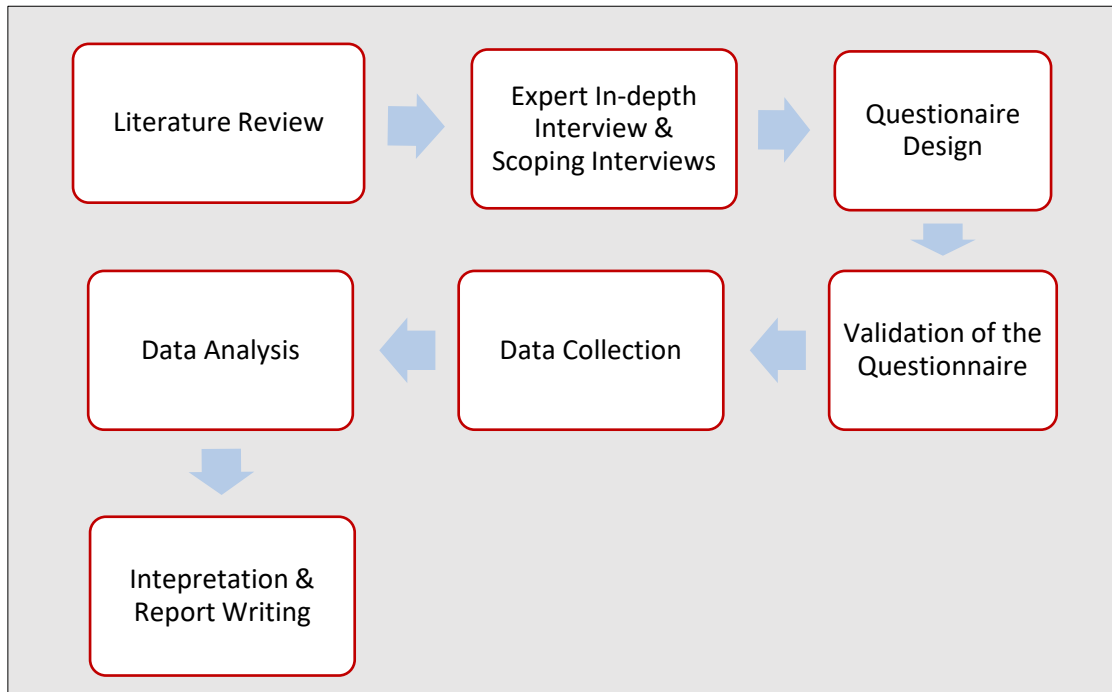 Literature Review
Expert In-depth
Interview &
Scoping Interviews
Questionaire
Design
Validation of the
Questionnaire
Data Collection
Data Analysis
Intepretation &
Report Writing